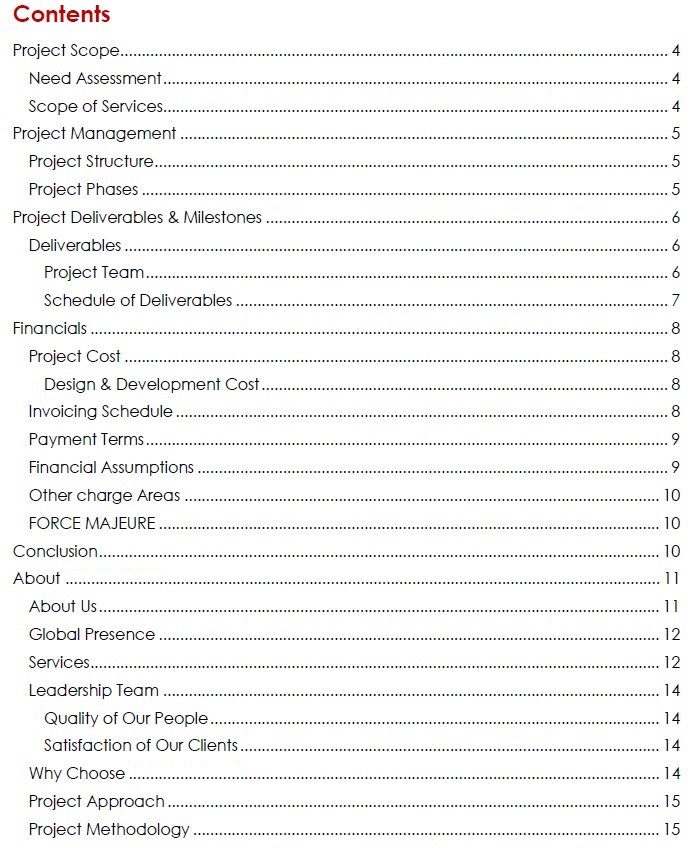 Contents
Project Scope........ 4
Need Assessment........ 4
Scope of Services........ 4
Project Management ........ 5
Project Structure........ 5
Project Phases ........ 5
Project Deliverables & Milestones ........ 6
Deliverables ........ 6
Project Team........ 6
Schedule of Deliverables ........ 7
Financials ........ 8
Project Cost ........ 8
Design & Development Cost........ 8
Invoicing Schedule ........ 8
Payment Terms........ 9
Financial Assumptions ........ 9
Other charge Areas ........ 10
FORCE MAJEURE ........ 10
Conclusion........ 10
About ........ 11
About Us........ 11
Global Presence ........ 12
Services........ 12
Leadership Team ........ 14
Quality of Our People........ 14
Satisfaction of Our Clients........ 14
Why Choose ........ 14
Project Approach........ 15
Project Methodology ........ 15